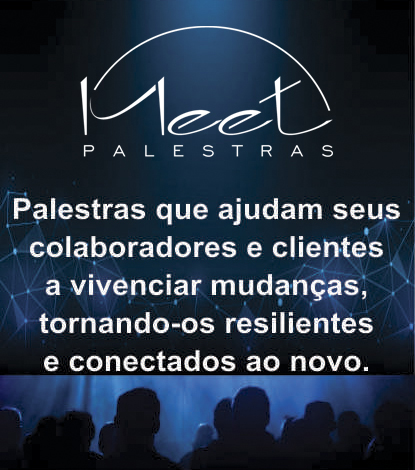 Meet
PALESTRAS
Palestras que ajudam seus
colaboradores e clientes
a vivenciar mudanças,
tornando-os resilientes
e conectados ao novo.